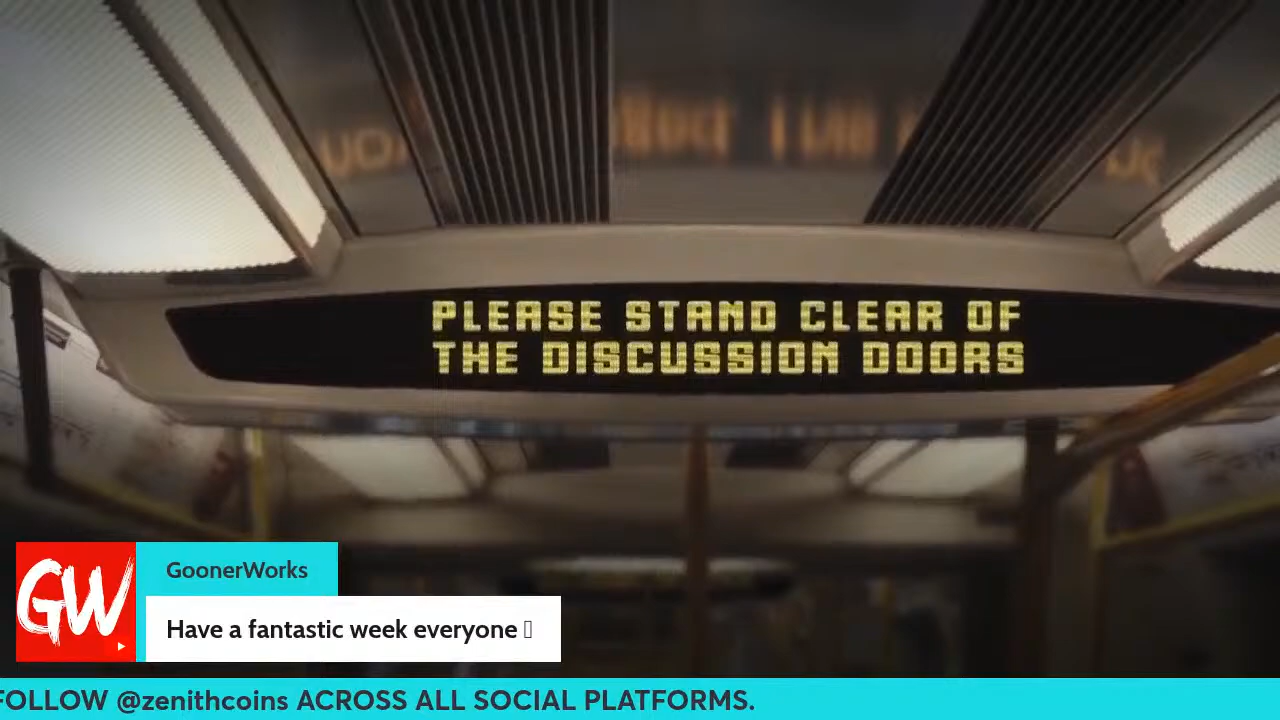 PLEASE STAND CLEAR OF
THE DISCUSSION DOORS
GW
GoonerWorks
Have a fantastic week everyone
FOLLOW @zenithcoins ACROSS ALL SOCIAL PLATFORMS.